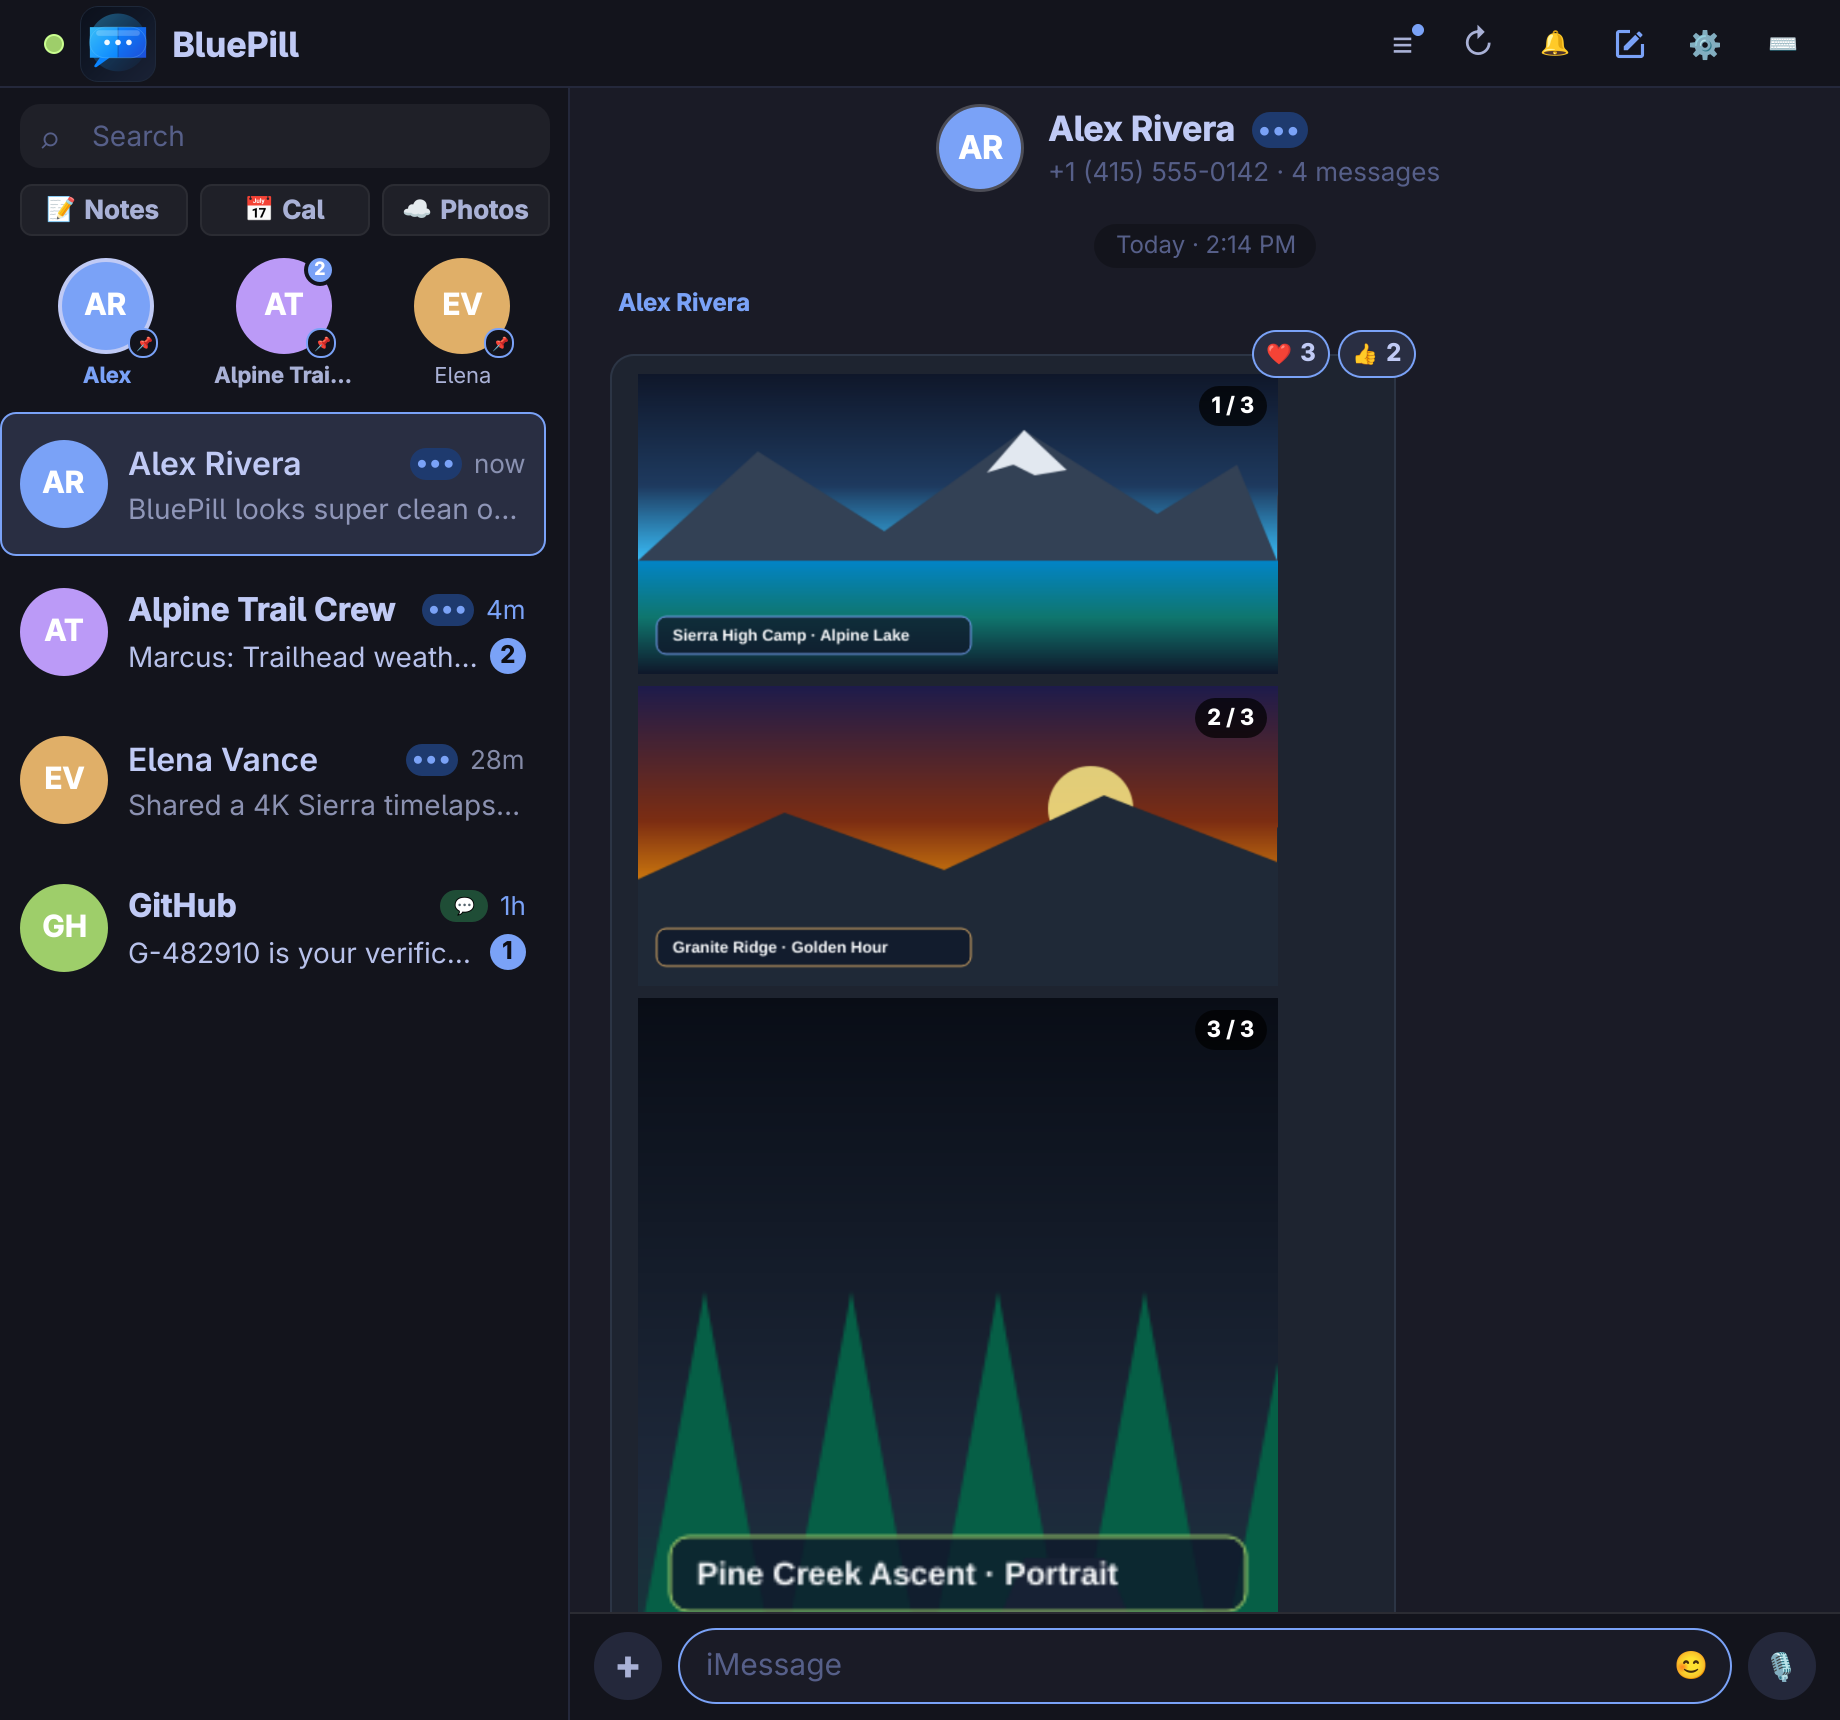 BluePill
Search
Notes
Cal
Photos
AR
AT
2
EV
Alex
Alpine Trai...
Elena
AR
Alex Rivera
now
BluePill looks super clean o...
AT
Alpine Trail Crew
4m
Marcus: Trailhead weath...
2
EV
Elena Vance
28m
Shared a 4K Sierra timelaps...
GH
GitHub
1h
G-482910 is your verific...
1
AR
Alex Rivera
+1 (415) 555-0142 · 4 messages
Today · 2:14 PM
Alex Rivera
❤️ 3
👍 2
1 / 3
Sierra High Camp · Alpine Lake
2 / 3
Granite Ridge · Golden Hour
3 / 3
Pine Creek Ascent · Portrait
iMessage